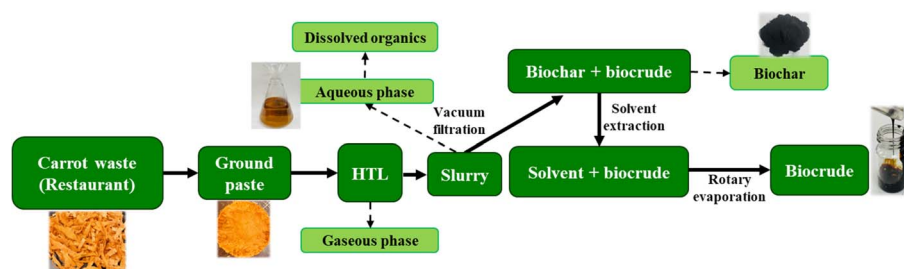 Dissolved organics
Aqueous phase
Vacuum
filtration
Biochar + biocrude
Biochar
Solvent
extraction
Carrot waste
(Restaurant)
Ground
paste
HTL
Slurry
Solvent + biocrude
Rotary
evaporation
Biocrude
Gaseous phase